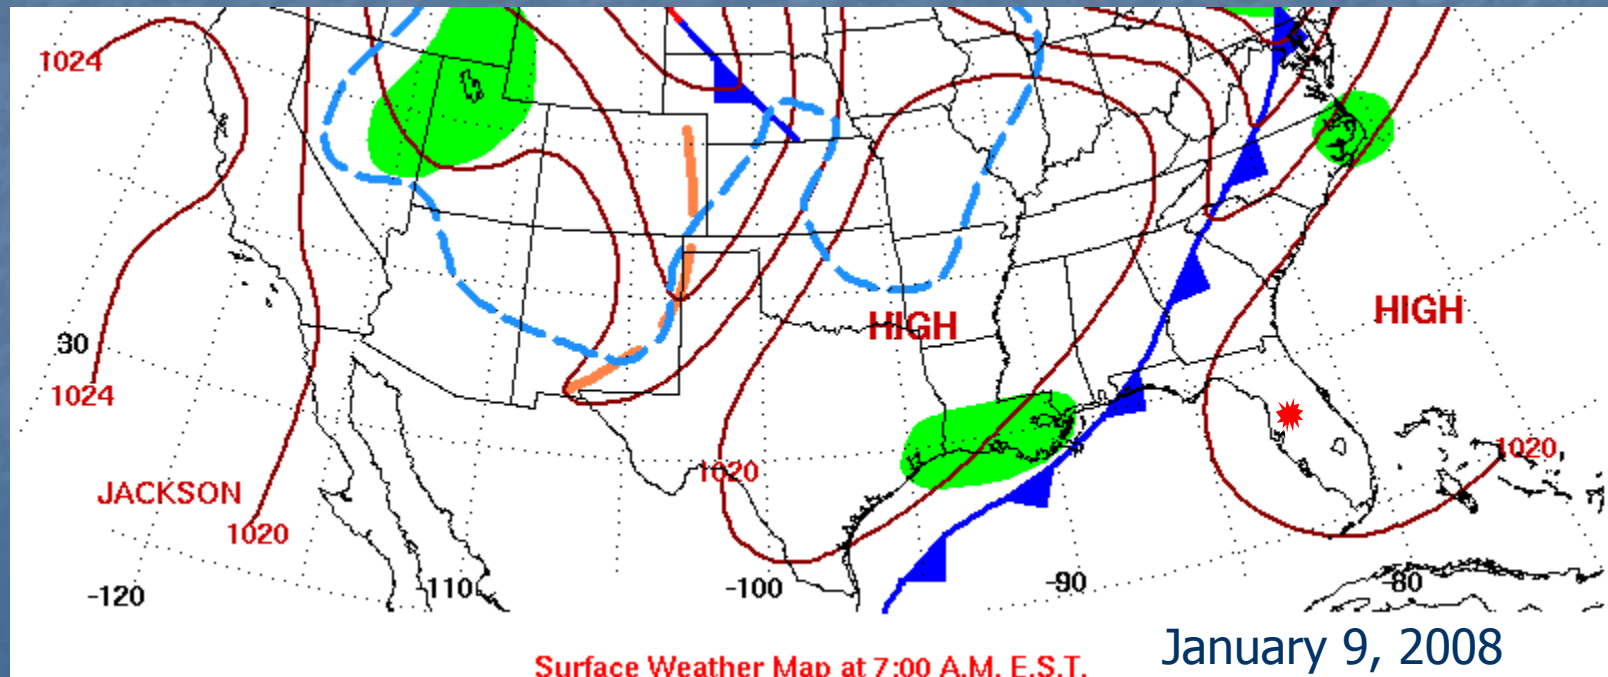 1024
HIGH
HIGH
30
1024
1020
1020
JACKSON
1020
-120
110
-100
-90
-80
January 9, 2008
Surface Weather Map at 7:00 A.M. E.S.T.